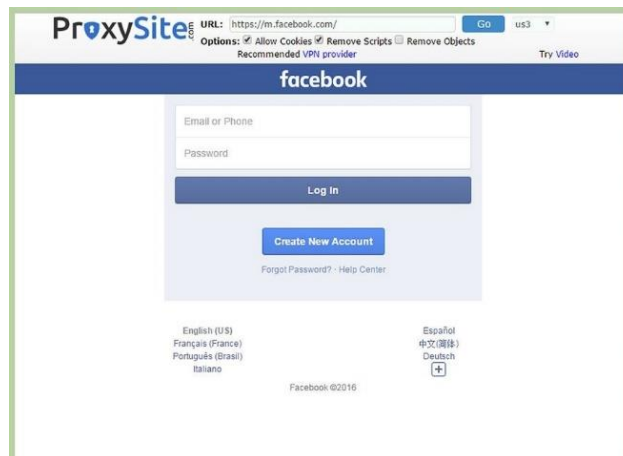 ProxySite.com URL: https://m.facebook.com/ Go us3
Options: Allow Cookies Remove Scripts Remove Objects
Recommended VPN provider Try Video
facebook
Email or Phone
Password
Log In
Create New Account
Forgot Password? · Help Center
English (US) Español
Français (France) 中文(简体)
Português (Brasil) Deutsch
Italiano
Facebook ©2016